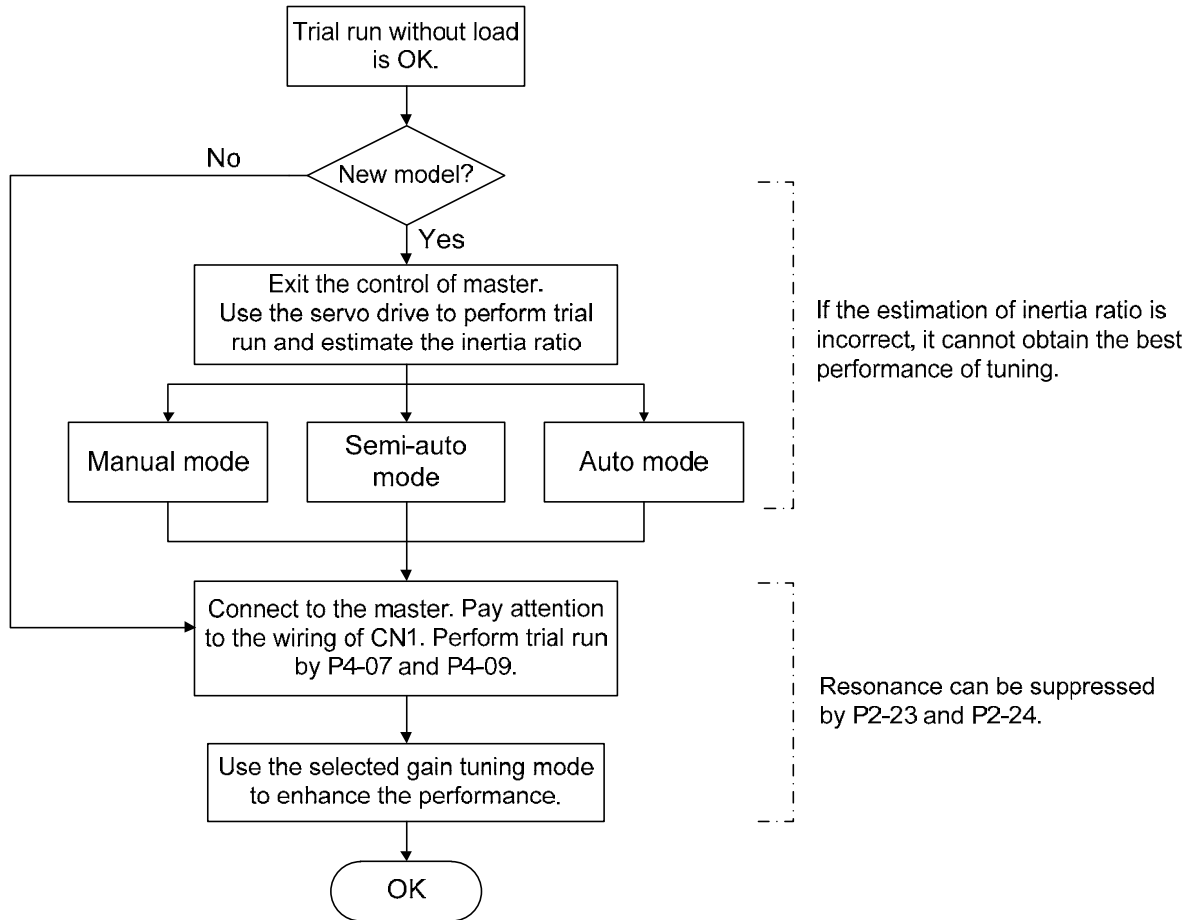 Trial run without load
is OK.
No
New model?
Yes
Exit the control of master.
Use the servo drive to perform trial
run and estimate the inertia ratio
If the estimation of inertia ratio is
incorrect, it cannot obtain the best
performance of tuning.
Manual mode
Semi-auto
mode
Auto mode
Connect to the master. Pay attention
to the wiring of CN1. Perform trial run
by P4-07 and P4-09.
Resonance can be suppressed
by P2-23 and P2-24.
Use the selected gain tuning mode
to enhance the performance.
OK